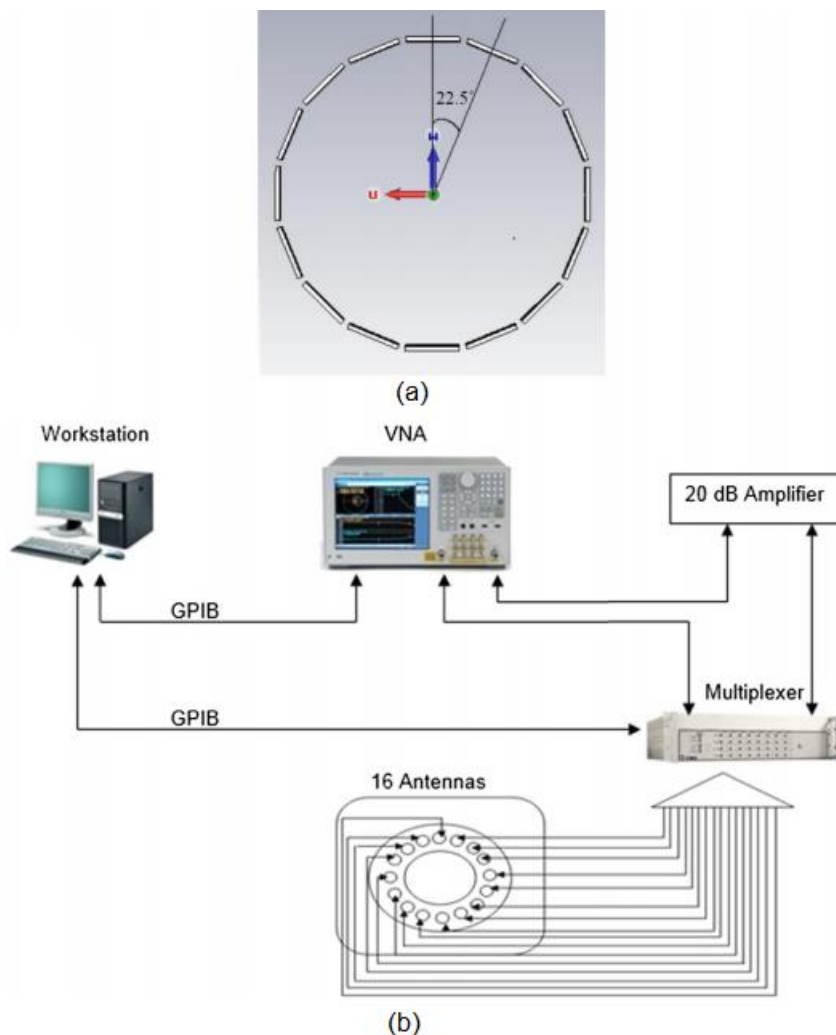 22.5°
w
u
(a)
Workstation
VNA
20 dB Amplifier
GPIB
Multiplexer
GPIB
16 Antennas
(b)